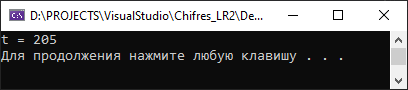 D:\PROJECTS\VisualStudio\Chifres_LR2\De...
t = 205
Для продолжения нажмите любую клавишу . . .